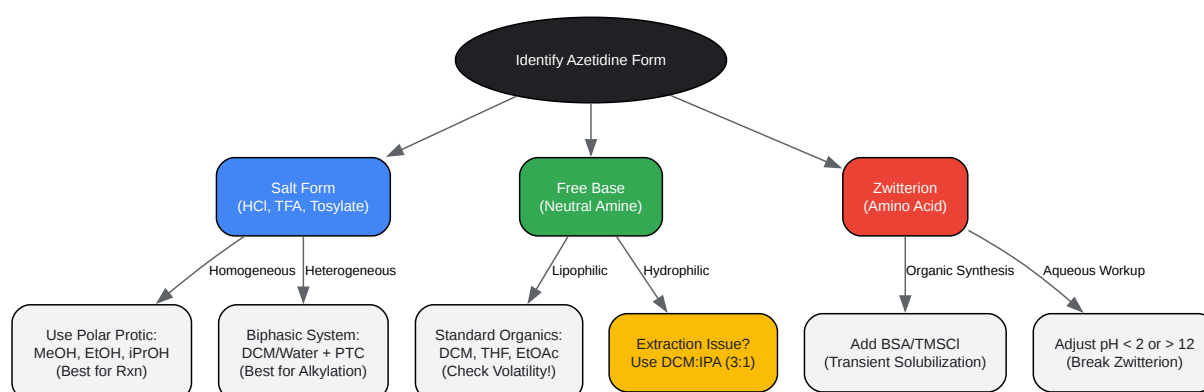 Identify Azetidine Form
Salt Form
(HCl, TFA, Tosylate)
Free Base
(Neutral Amine)
Zwitterion
(Amino Acid)
Homogeneous
Heterogeneous
Lipophilic
Hydrophilic
Organic Synthesis
Aqueous Workup
Use Polar Protic:
MeOH, EtOH, iPrOH
(Best for Rxn)
Biphasic System:
DCM/Water + PTC
(Best for Alkylation)
Standard Organics:
DCM, THF, EtOAc
(Check Volatility!)
Extraction Issue?
Use DCM:IPA (3:1)
Add BSA/TMSCl
(Transient Solubilization)
Adjust pH < 2 or > 12
(Break Zwitterion)